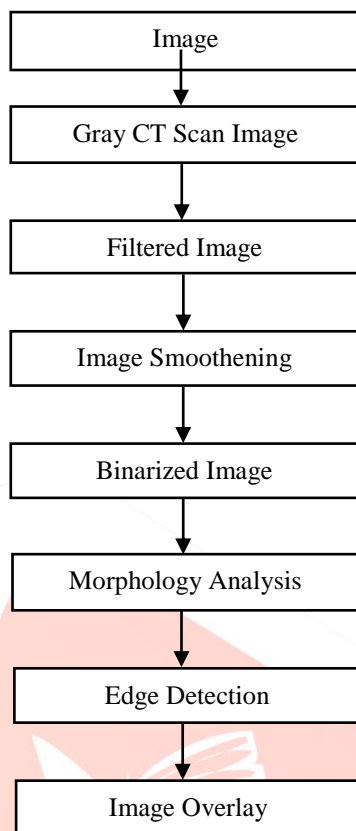 Image
Gray CT Scan Image
Filtered Image
Image Smoothening
Binarized Image
Morphology Analysis
Edge Detection
Image Overlay